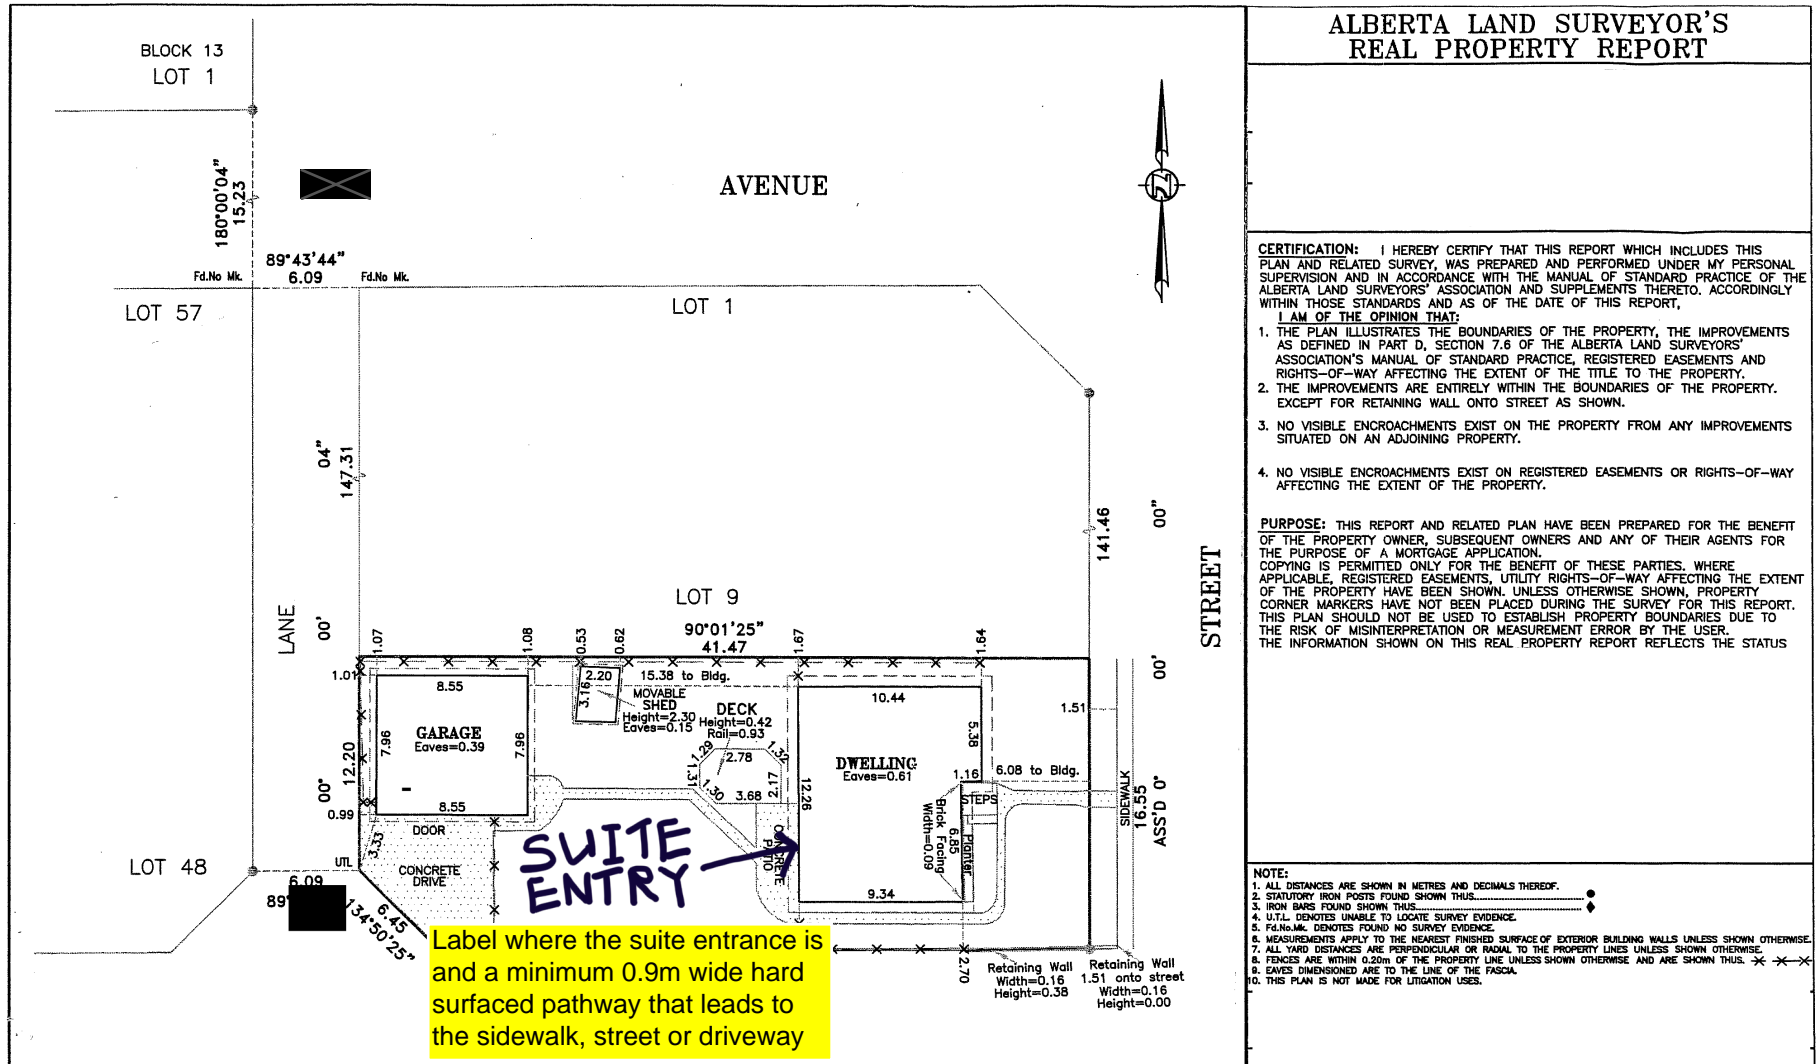 BLOCK 13
LOT 1
180°00'04"
15.23
AVENUE
Z
89°43'44"
6.09
Fd.No Mk.
Fd.No Mk.
LOT 57
LOT 1
04"
147.31
141.46
00"
STREET
LANE
LOT 9
00'
90°01'25"
41.47
1.07
1.08
0.53
0.62
1.67
1.64
00'
1.01
8.55
2.20
15.38 to Bldg.
3.16
MOVABLE
SHED
Height=2.30
Eaves=0.15
10.44
1.51
DECK
Height=0.42
Rail=0.93
GARAGE
Eaves=0.39
7.96
7.96
5.38
1.29
2.78
1.31
1.30
3.68
2.17
12.26
DWELLING
Eaves=0.61
1.16
6.08 to Bldg.
STEPS
12.20
00"
8.55
0.99
DOOR
3.33
UTL
CONCRETE
DRIVE
Brick Facing
Width=0.09
6.85
Planter
CONCRETE
PATIO
SIDEWALK
16.55
ASS'D 0°
SUITE
ENTRY
9.34
LOT 48
6.09
89°
6.45
134°50'25"
2.70
Retaining Wall
Width=0.16
Height=0.38
Retaining Wall
1.51 onto street
Width=0.16
Height=0.00
Label where the suite entrance is
and a minimum 0.9m wide hard
surfaced pathway that leads to
the sidewalk, street or driveway
ALBERTA LAND SURVEYOR'S
REAL PROPERTY REPORT
CERTIFICATION: I HEREBY CERTIFY THAT THIS REPORT WHICH INCLUDES THIS
PLAN AND RELATED SURVEY, WAS PREPARED AND PERFORMED UNDER MY PERSONAL
SUPERVISION AND IN ACCORDANCE WITH THE MANUAL OF STANDARD PRACTICE OF THE
ALBERTA LAND SURVEYORS' ASSOCIATION AND SUPPLEMENTS THERETO. ACCORDINGLY
WITHIN THOSE STANDARDS AND AS OF THE DATE OF THIS REPORT,
I AM OF THE OPINION THAT:
1. THE PLAN ILLUSTRATES THE BOUNDARIES OF THE PROPERTY, THE IMPROVEMENTS
AS DEFINED IN PART D, SECTION 7.6 OF THE ALBERTA LAND SURVEYORS'
ASSOCIATION'S MANUAL OF STANDARD PRACTICE, REGISTERED EASEMENTS AND
RIGHTS-OF-WAY AFFECTING THE EXTENT OF THE TITLE TO THE PROPERTY.
2. THE IMPROVEMENTS ARE ENTIRELY WITHIN THE BOUNDARIES OF THE PROPERTY.
EXCEPT FOR RETAINING WALL ONTO STREET AS SHOWN.
3. NO VISIBLE ENCROACHMENTS EXIST ON THE PROPERTY FROM ANY IMPROVEMENTS
SITUATED ON AN ADJOINING PROPERTY.
4. NO VISIBLE ENCROACHMENTS EXIST ON REGISTERED EASEMENTS OR RIGHTS-OF-WAY
AFFECTING THE EXTENT OF THE PROPERTY.
PURPOSE: THIS REPORT AND RELATED PLAN HAVE BEEN PREPARED FOR THE BENEFIT
OF THE PROPERTY OWNER, SUBSEQUENT OWNERS AND ANY OF THEIR AGENTS FOR
THE PURPOSE OF A MORTGAGE APPLICATION.
COPYING IS PERMITTED ONLY FOR THE BENEFIT OF THESE PARTIES. WHERE
APPLICABLE, REGISTERED EASEMENTS, UTILITY RIGHTS-OF-WAY AFFECTING THE EXTENT
OF THE PROPERTY HAVE BEEN SHOWN. UNLESS OTHERWISE SHOWN, PROPERTY
CORNER MARKERS HAVE NOT BEEN PLACED DURING THE SURVEY FOR THIS REPORT.
THIS PLAN SHOULD NOT BE USED TO ESTABLISH PROPERTY BOUNDARIES DUE TO
THE RISK OF MISINTERPRETATION OR MEASUREMENT ERROR BY THE USER.
THE INFORMATION SHOWN ON THIS REAL PROPERTY REPORT REFLECTS THE STATUS
NOTE:
1. ALL DISTANCES ARE SHOWN IN METRES AND DECIMALS THEREOF.
2. STATUTORY IRON POSTS FOUND SHOWN THUS
3. IRON BARS FOUND SHOWN THUS
4. U.T.L. DENOTES UNABLE TO LOCATE SURVEY EVIDENCE.
5. Fd.No.Mk. DENOTES FOUND NO SURVEY EVIDENCE.
6. MEASUREMENTS APPLY TO THE NEAREST FINISHED SURFACE OF EXTERIOR BUILDING WALLS UNLESS SHOWN OTHERWISE.
7. ALL YARD DISTANCES ARE PERPENDICULAR OR RADIAL TO THE PROPERTY LINES UNLESS SHOWN OTHERWISE.
8. FENCES ARE WITHIN 0.20m OF THE PROPERTY LINE UNLESS SHOWN OTHERWISE AND ARE SHOWN THUS.
9. EAVES DIMENSIONED ARE TO THE LINE OF THE FASCIA.
10. THIS PLAN IS NOT MADE FOR LITIGATION USES.